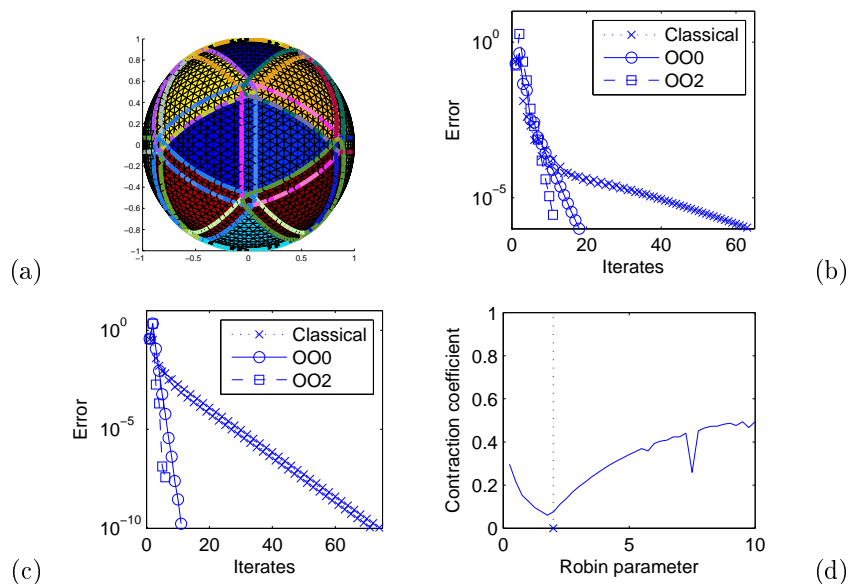 1
0.8
0.6
0.4
0.2
0
−0.2
−0.4
−0.6
−0.8
−1
−1 −0.5 0 0.5 1
(a)
10^0
10^−5
Error
0 20 40 60
Iterates
Classical
OO0
OO2
(b)
10^0
10^−5
10^−10
Error
0 20 40 60
Iterates
Classical
OO0
OO2
(c)
1
0.8
0.6
0.4
0.2
0
Contraction coefficient
0 5 10
Robin parameter
(d)